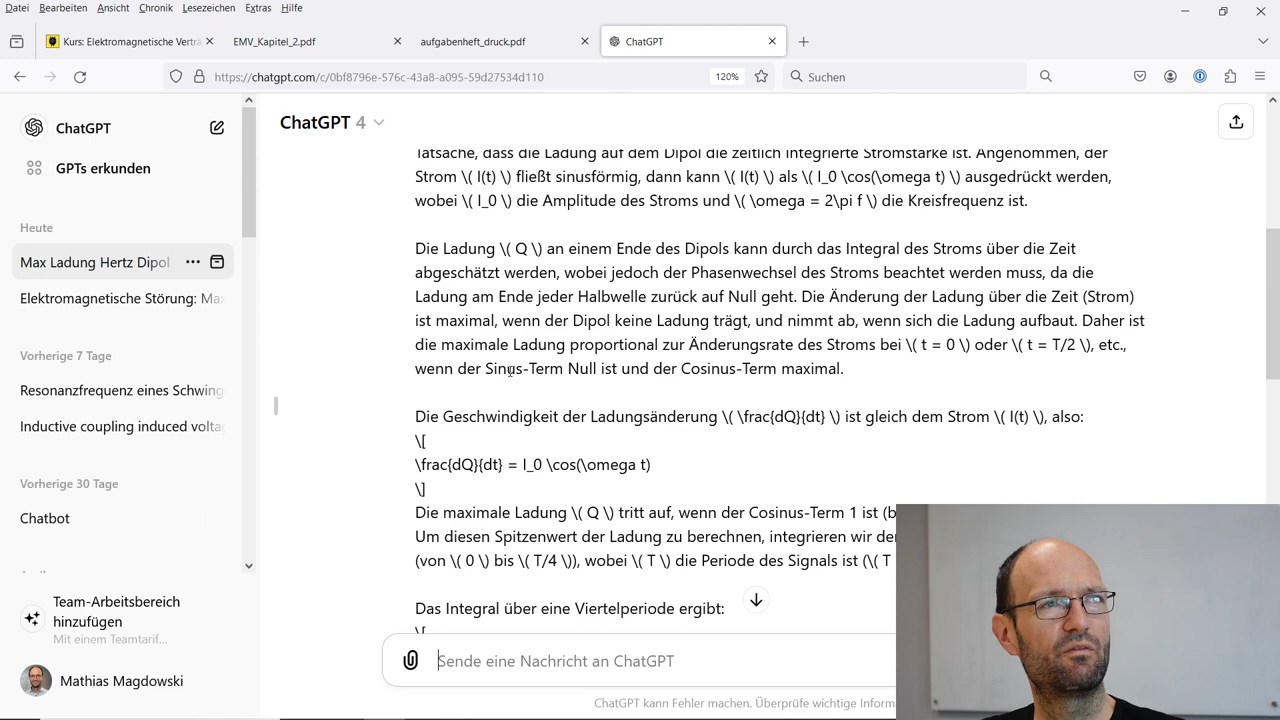 Datei Bearbeiten Ansicht Chronik Lesezeichen Extras Hilfe
Kurs: Elektromagnetische Verträ
EMV_Kapitel_2.pdf
aufgabenheft_druck.pdf
ChatGPT
https://chatgpt.com/c/0bf8796e-576c-43a8-a095-59d27534d110
120%
Suchen
ChatGPT
GPTs erkunden
Heute
Max Ladung Hertz Dipol
Elektromagnetische Störung: Max
Vorherige 7 Tage
Resonanzfrequenz eines Schwing
Inductive coupling induced volta
Vorherige 30 Tage
Chatbot
Team-Arbeitsbereich
hinzufügen
Mit einem Teamtarif...
Mathias Magdowski
ChatGPT 4
Tatsache, dass die Ladung auf dem Dipol die zeitlich integrierte Stromstärke ist. Angenommen, der
Strom \( I(t) \) fließt sinusförmig, dann kann \( I(t) \) als \( I_0 \cos(\omega t) \) ausgedrückt werden,
wobei \( I_0 \) die Amplitude des Stroms und \( \omega = 2\pi f \) die Kreisfrequenz ist.
Die Ladung \( Q \) an einem Ende des Dipols kann durch das Integral des Stroms über die Zeit
abgeschätzt werden, wobei jedoch der Phasenwechsel des Stroms beachtet werden muss, da die
Ladung am Ende jeder Halbwelle zurück auf Null geht. Die Änderung der Ladung über die Zeit (Strom)
ist maximal, wenn der Dipol keine Ladung trägt, und nimmt ab, wenn sich die Ladung aufbaut. Daher ist
die maximale Ladung proportional zur Änderungsrate des Stroms bei \( t = 0 \) oder \( t = T/2 \), etc.,
wenn der Sinus-Term Null ist und der Cosinus-Term maximal.
Die Geschwindigkeit der Ladungsänderung \( \frac{dQ}{dt} \) ist gleich dem Strom \( I(t) \), also:
\[
\frac{dQ}{dt} = I_0 \cos(\omega t)
\]
Die maximale Ladung \( Q \) tritt auf, wenn der Cosinus-Term 1 ist (b
Um diesen Spitzenwert der Ladung zu berechnen, integrieren wir de
(von \( 0 \) bis \( T/4 \)), wobei \( T \) die Periode des Signals ist (\( T
Das Integral über eine Viertelperiode ergibt:
\[
Sende eine Nachricht an ChatGPT
ChatGPT kann Fehler machen. Überprüfe wichtige Inform